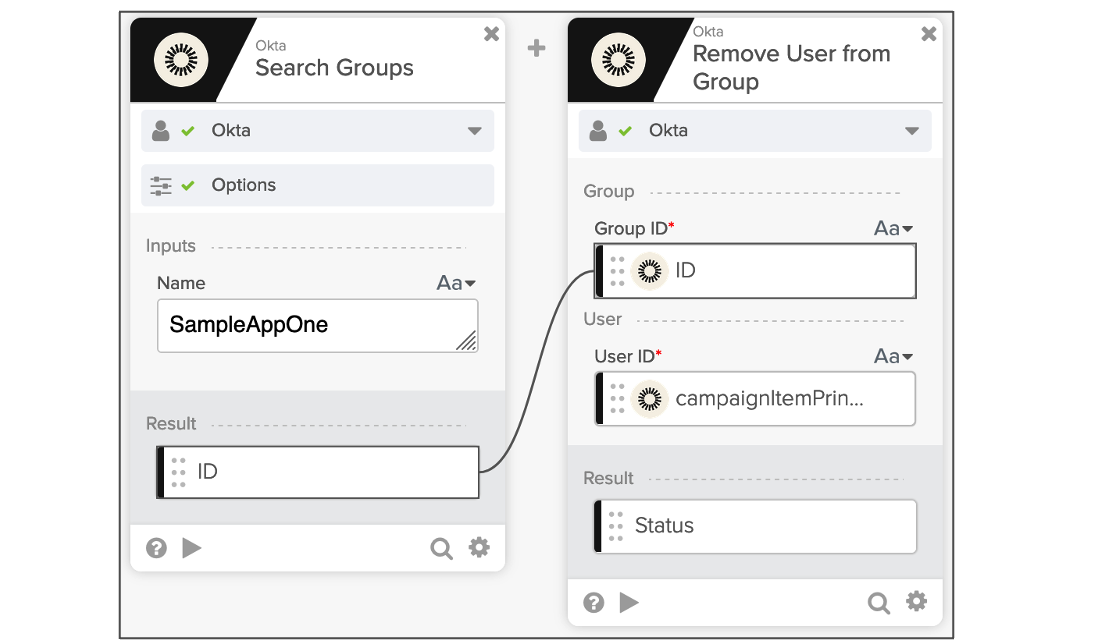 Okta
Search Groups
Okta
Options
Inputs
Name
Aa
SampleAppOne
Result
ID
Okta
Remove User from
Group
Okta
Group
Group ID*
Aa
ID
User
User ID*
Aa
campaignItemPrin...
Result
Status